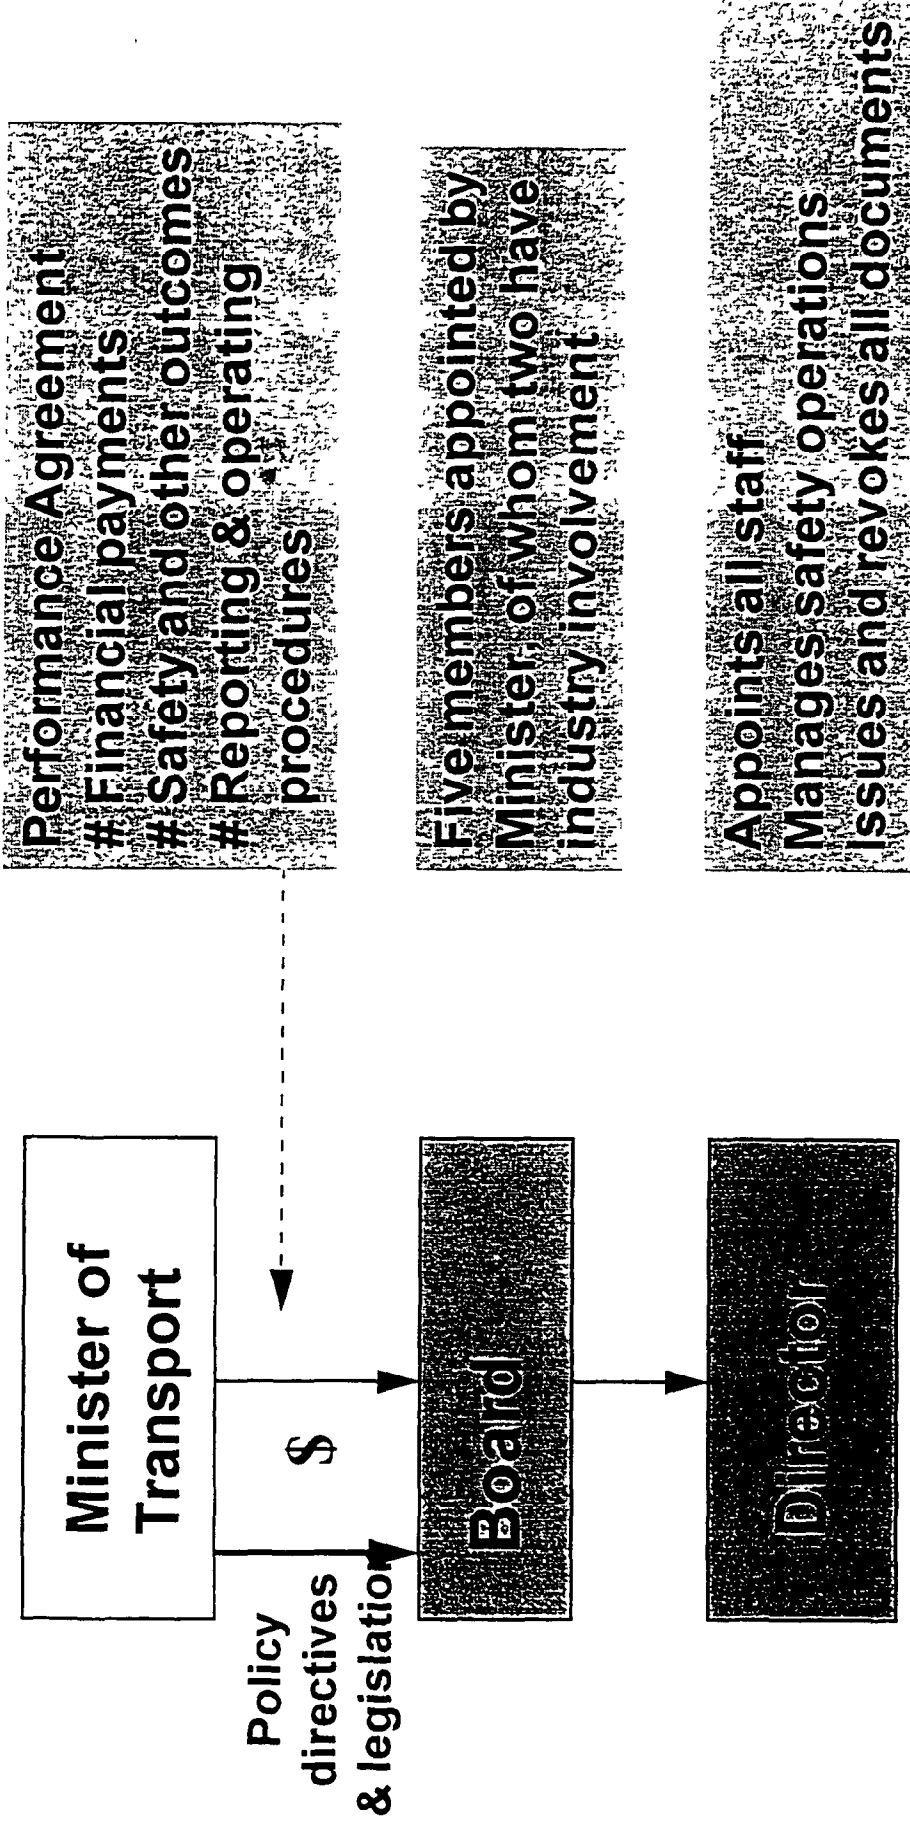 Minister of
Transport
Performance Agreement
# Financial payments
# Safety and other outcomes
# Reporting & operating
procedures
Policy
directives
& legislation
$
Board
Five members appointed by
Minister, of whom two have
industry involvement
Director
Appoints all staff
Manages safety operations
Issues and revokes all documents